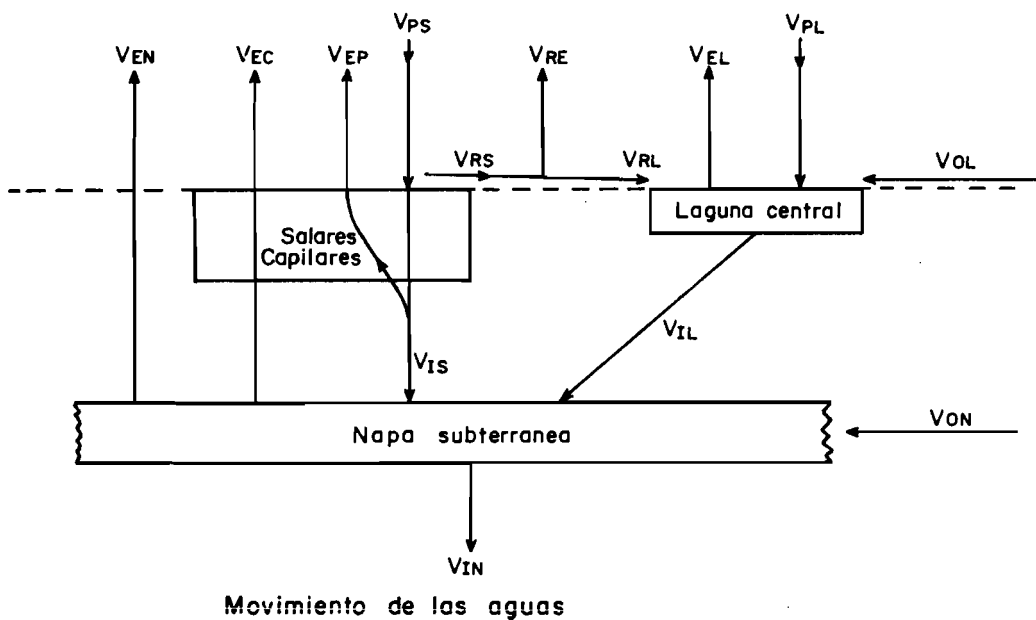 VPS
VPL
VEN
VEC
VEP
VRE
VEL
VRS
VRL
VOL
Laguna central
Salares
Capilares
VIL
VIS
VON
Napa subterranea
VIN
Movimiento de las aguas